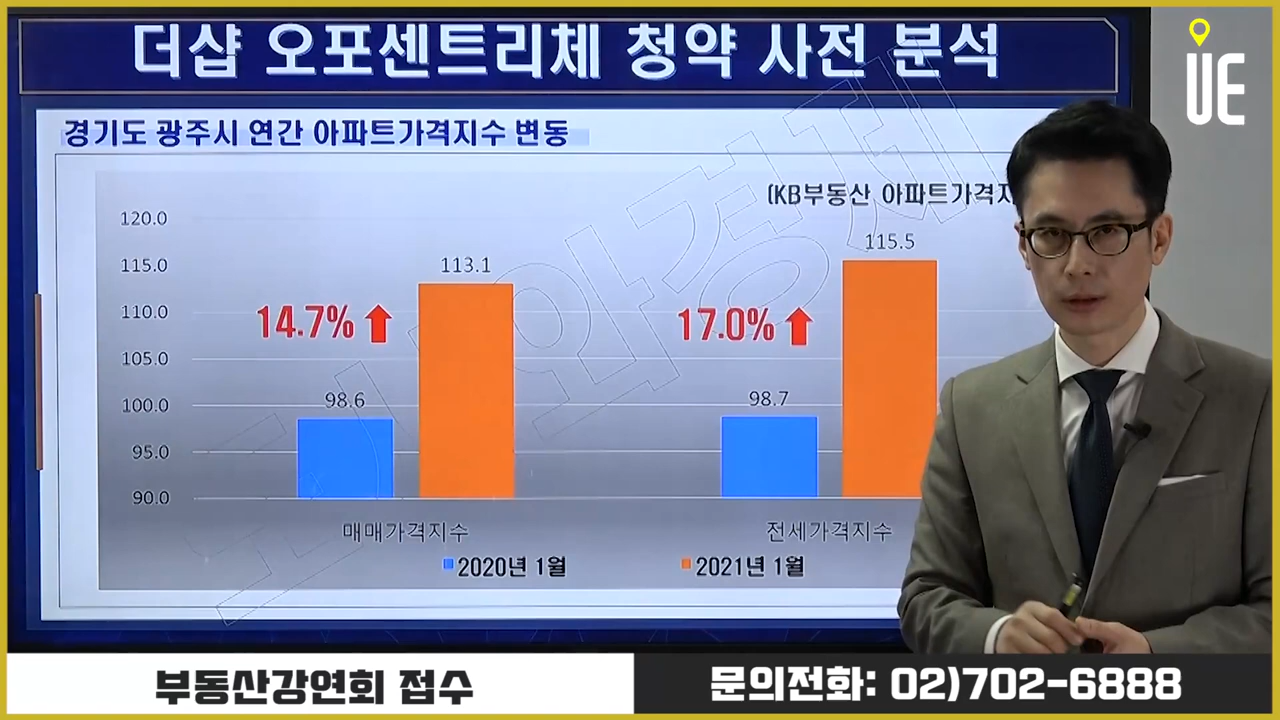 더샵 오포센트리체 청약 사전 분석
UE
경기도 광주시 연간 아파트가격지수 변동
(KB부동산 아파트가격지
120.0
115.0
110.0
105.0
100.0
95.0
90.0
14.7%
98.6
113.1
17.0%
98.7
115.5
매매가격지수
전세가격지수
2020년 1월
2021년 1월
부동산강연회 접수
문의전화: 02)702-6888